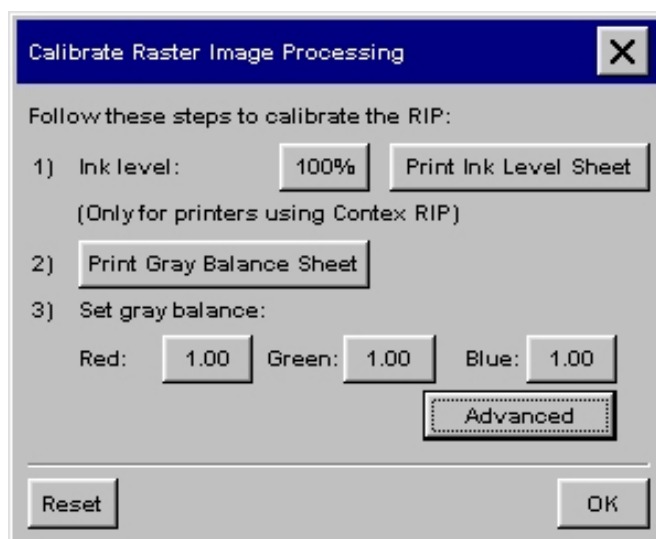 Calibrate Raster Image Processing
Follow these steps to calibrate the RIP:
1) Ink level: 100% Print Ink Level Sheet
(Only for printers using Contex RIP)
2) Print Gray Balance Sheet
3) Set gray balance:
Red: 1.00 Green: 1.00 Blue: 1.00
Advanced
Reset OK